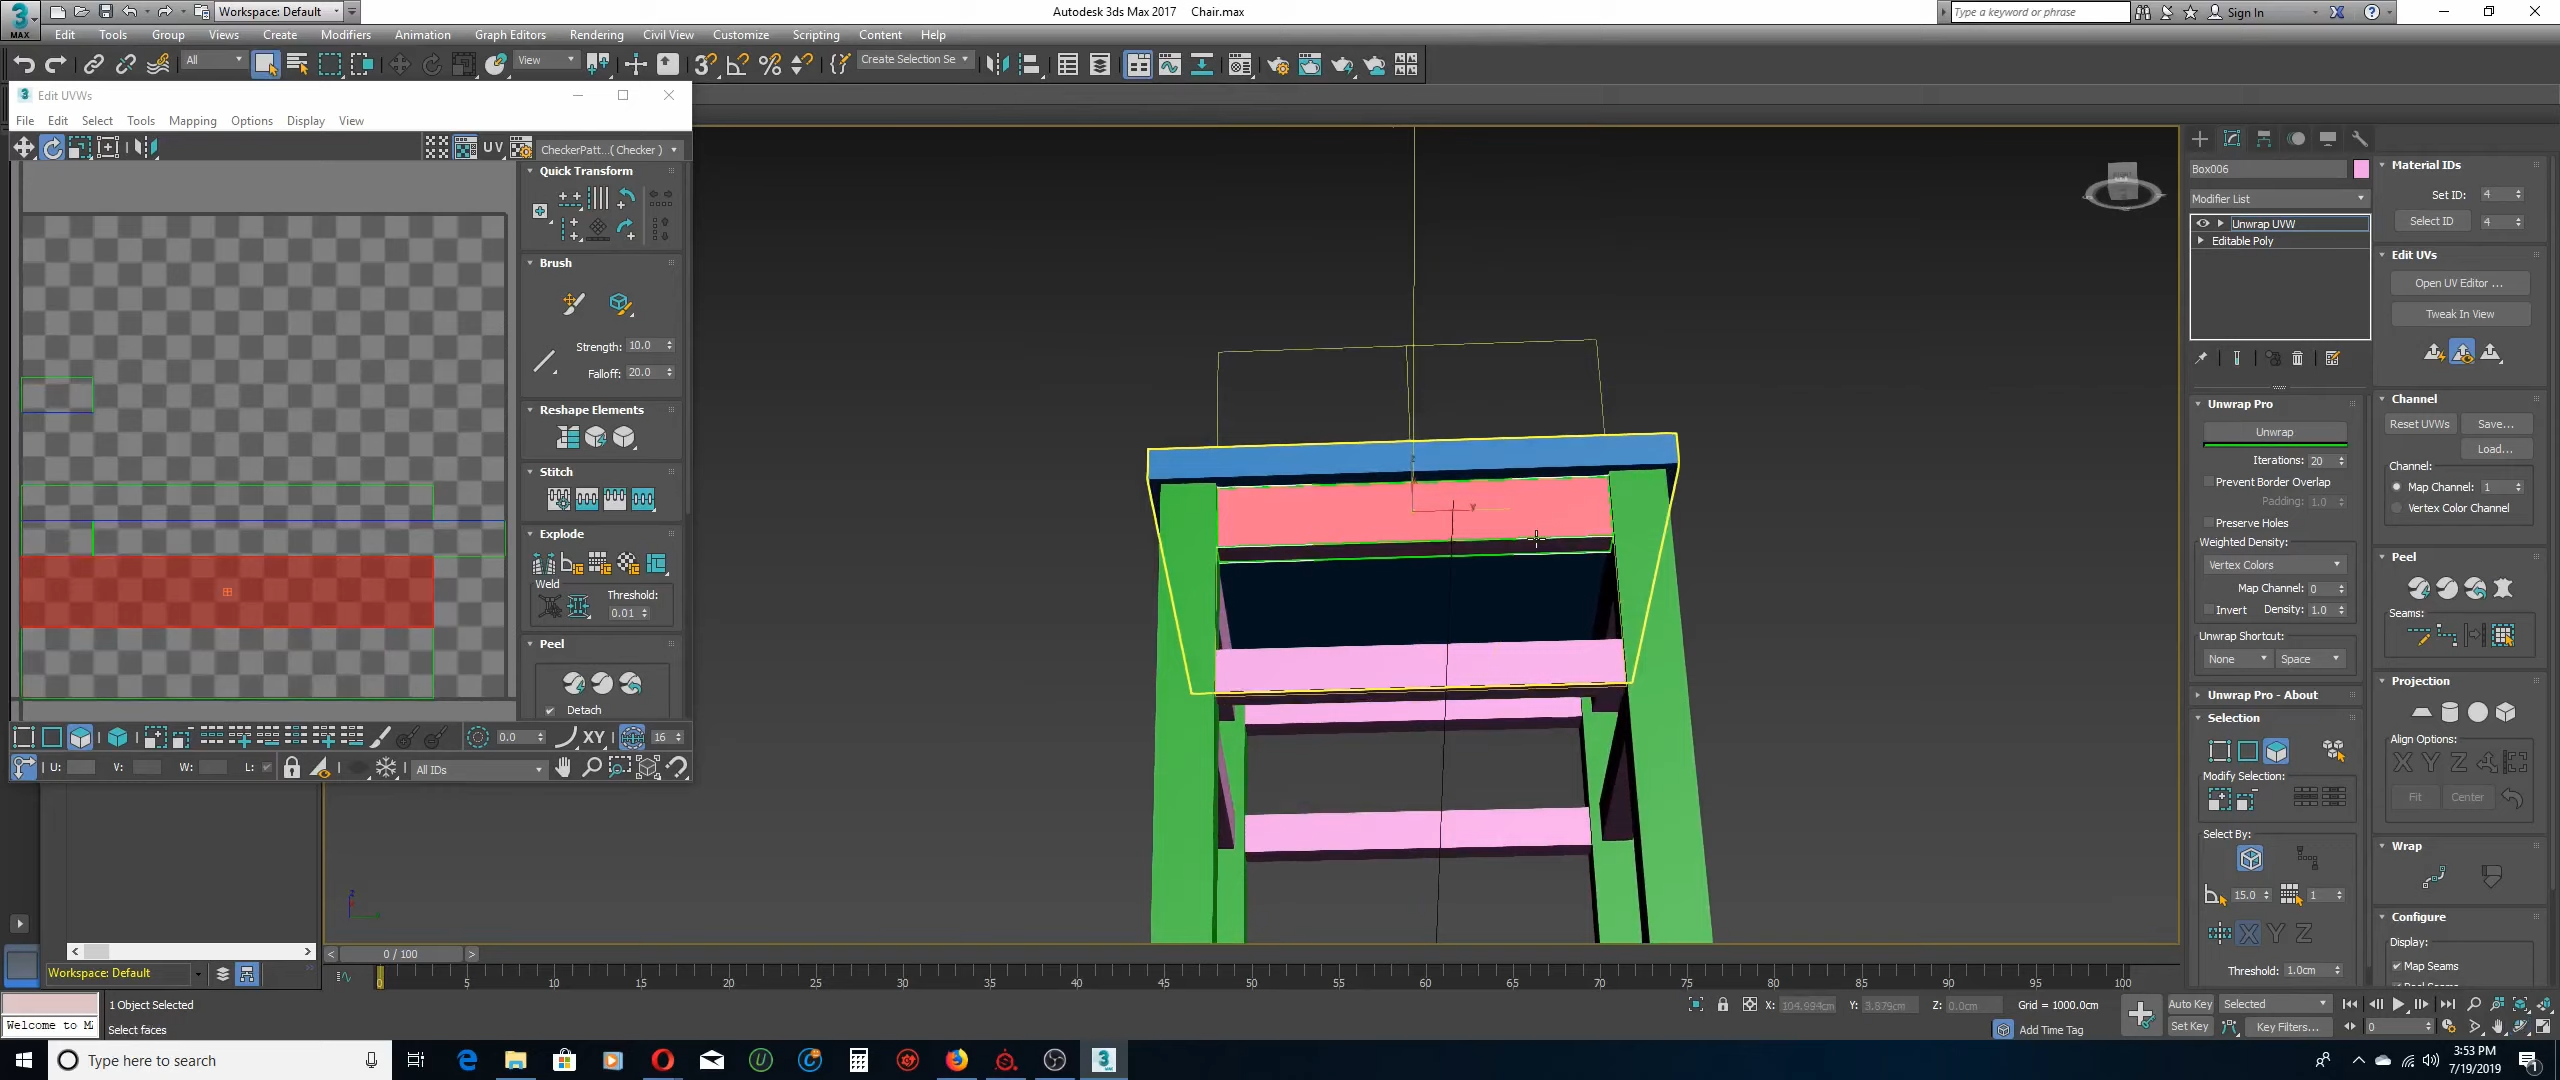 Workspace: Default
Autodesk 3ds Max 2017 Chair.max
Type a keyword or phrase
Sign In
MAX
Edit Tools Group Views Create Modifiers Animation Graph Editors Rendering Civil View Customize Scripting Content Help
All
View
Create Selection Se
Edit UVWs
File Edit Select Tools Mapping Options Display View
UV
CheckerPatt...( Checker )
Quick Transform
Brush
Strength: 10.0
Falloff: 20.0
Reshape Elements
Stitch
Explode
Weld
Threshold:
0.01
Peel
Detach
0.0
XY
16
U: V: W: L:
All IDs
z
y
z
Box006
Modifier List
Unwrap UVW
Editable Poly
Unwrap Pro
Unwrap
Iterations: 20
Prevent Border Overlap
Padding: 1.0
Preserve Holes
Weighted Density:
Vertex Colors
Map Channel: 0
Invert Density: 1.0
Unwrap Shortcut:
None Space
Unwrap Pro - About
Selection
Modify Selection:
Select By:
15.0 1
X Y Z
Threshold: 1.0cm
Material IDs
Set ID: 4
Select ID 4
Edit UVs
Open UV Editor ...
Tweak In View
Channel
Reset UVWs Save...
Load...
Channel:
Map Channel: 1
Vertex Color Channel
Peel
Seams:
Projection
Align Options:
X Y Z
Fit Center
Wrap
Configure
Display:
Map Seams
0 / 100
Workspace: Default
0 5 10 15 20 25 30 35 40 45 50 55 60 65 70 75 80 85 90 95 100
1 Object Selected
Welcome to M
Select faces
X: 104.994cm Y: 3.879cm Z: 0.0cm Grid = 1000.0cm
Add Time Tag
Auto Key Selected
Set Key Key Filters...
0
Type here to search
3:53 PM
7/19/2019